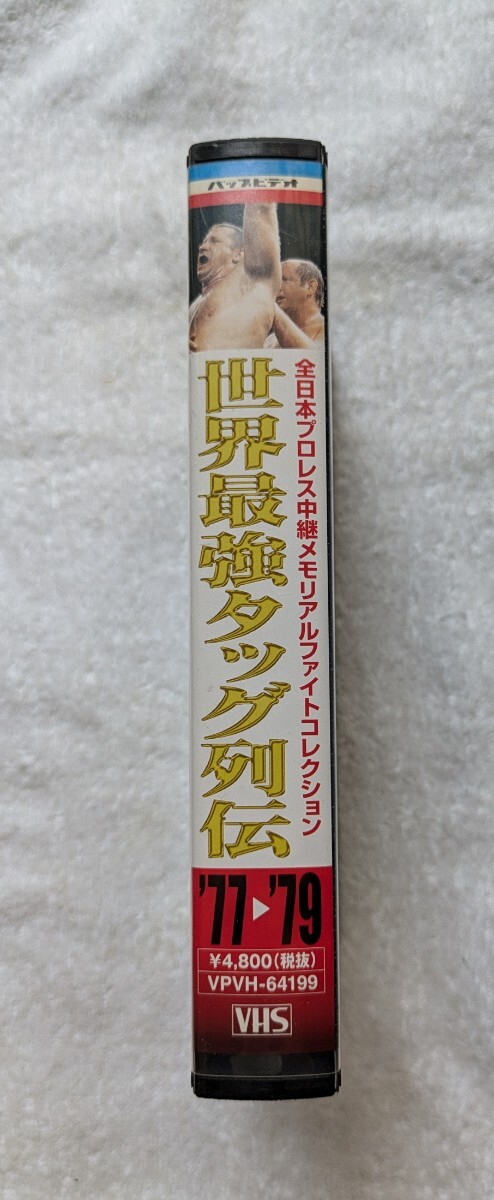 バップビデオ
全日本プロレス中継メモリアルファイトコレクション
世界最強タッグ列伝
'77▶'79
¥4,800(税抜)
VPVH-64199
VHS